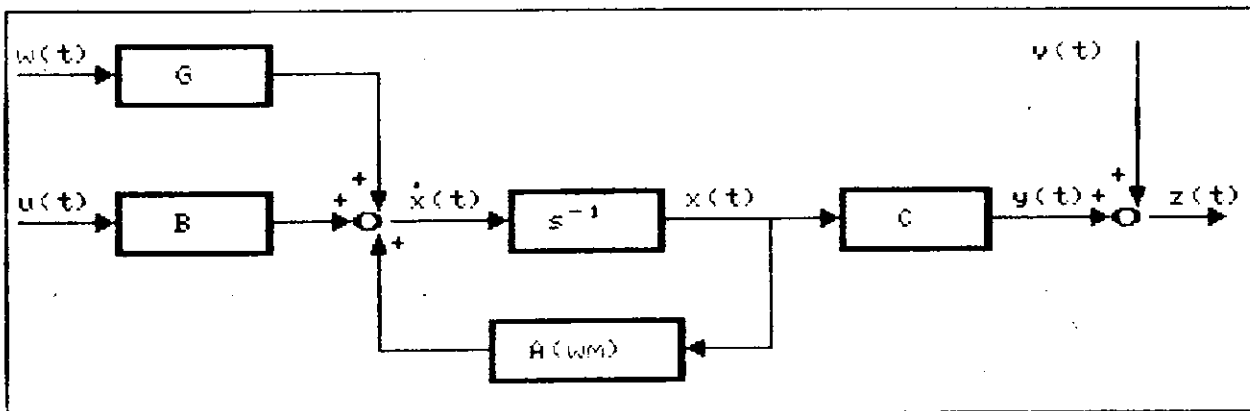 w(t)
G
v(t)
+
+
+
u(t)
B
+
ẋ(t)
s⁻¹
x(t)
C
y(t)
+
z(t)
A(wm)